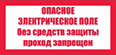 ОПАСНОЕ
ЭЛЕКТРИЧЕСКОЕ ПОЛЕ
без средств защиты
проход запрещен